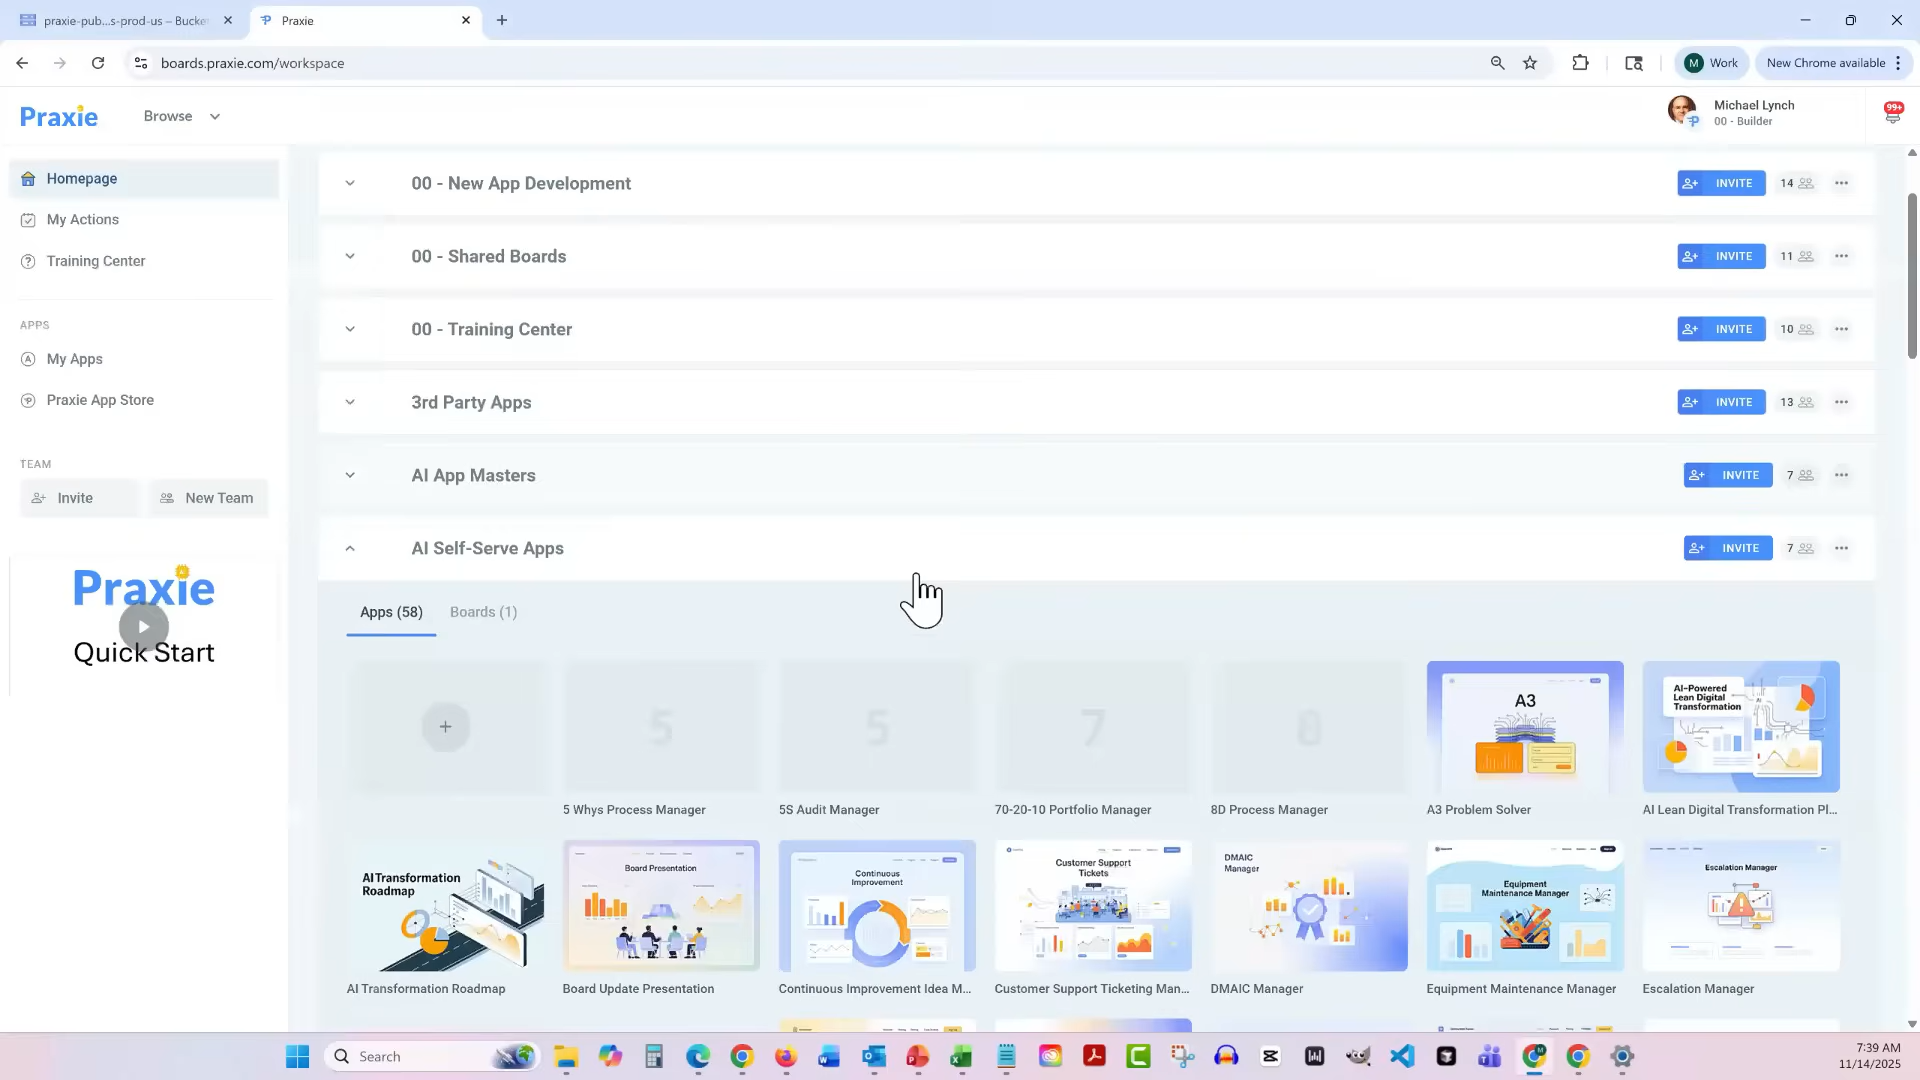 praxie-pub...s-prod-us – Bucke
Praxie
boards.praxie.com/workspace
M Work
New Chrome available
Praxie
Browse
Michael Lynch
00 - Builder
99+
Homepage
My Actions
Training Center
APPS
My Apps
Praxie App Store
TEAM
Invite
New Team
Praxie
Quick Start
00 - New App Development
INVITE
14
00 - Shared Boards
INVITE
11
00 - Training Center
INVITE
10
3rd Party Apps
INVITE
13
AI App Masters
INVITE
7
AI Self-Serve Apps
INVITE
7
Apps (58)
Boards (1)
+
5
5
7
8
A3
AI-Powered
Lean Digital
Transformation
5 Whys Process Manager
5S Audit Manager
70-20-10 Portfolio Manager
8D Process Manager
A3 Problem Solver
AI Lean Digital Transformation Pl...
AI Transformation
Roadmap
Board Presentation
Continuous
Improvement
Customer Support
Tickets
DMAIC
Manager
Equipment
Maintenance Manager
Escalation Manager
AI Transformation Roadmap
Board Update Presentation
Continuous Improvement Idea M...
Customer Support Ticketing Man...
DMAIC Manager
Equipment Maintenance Manager
Escalation Manager
Search
7:39 AM
11/14/2025